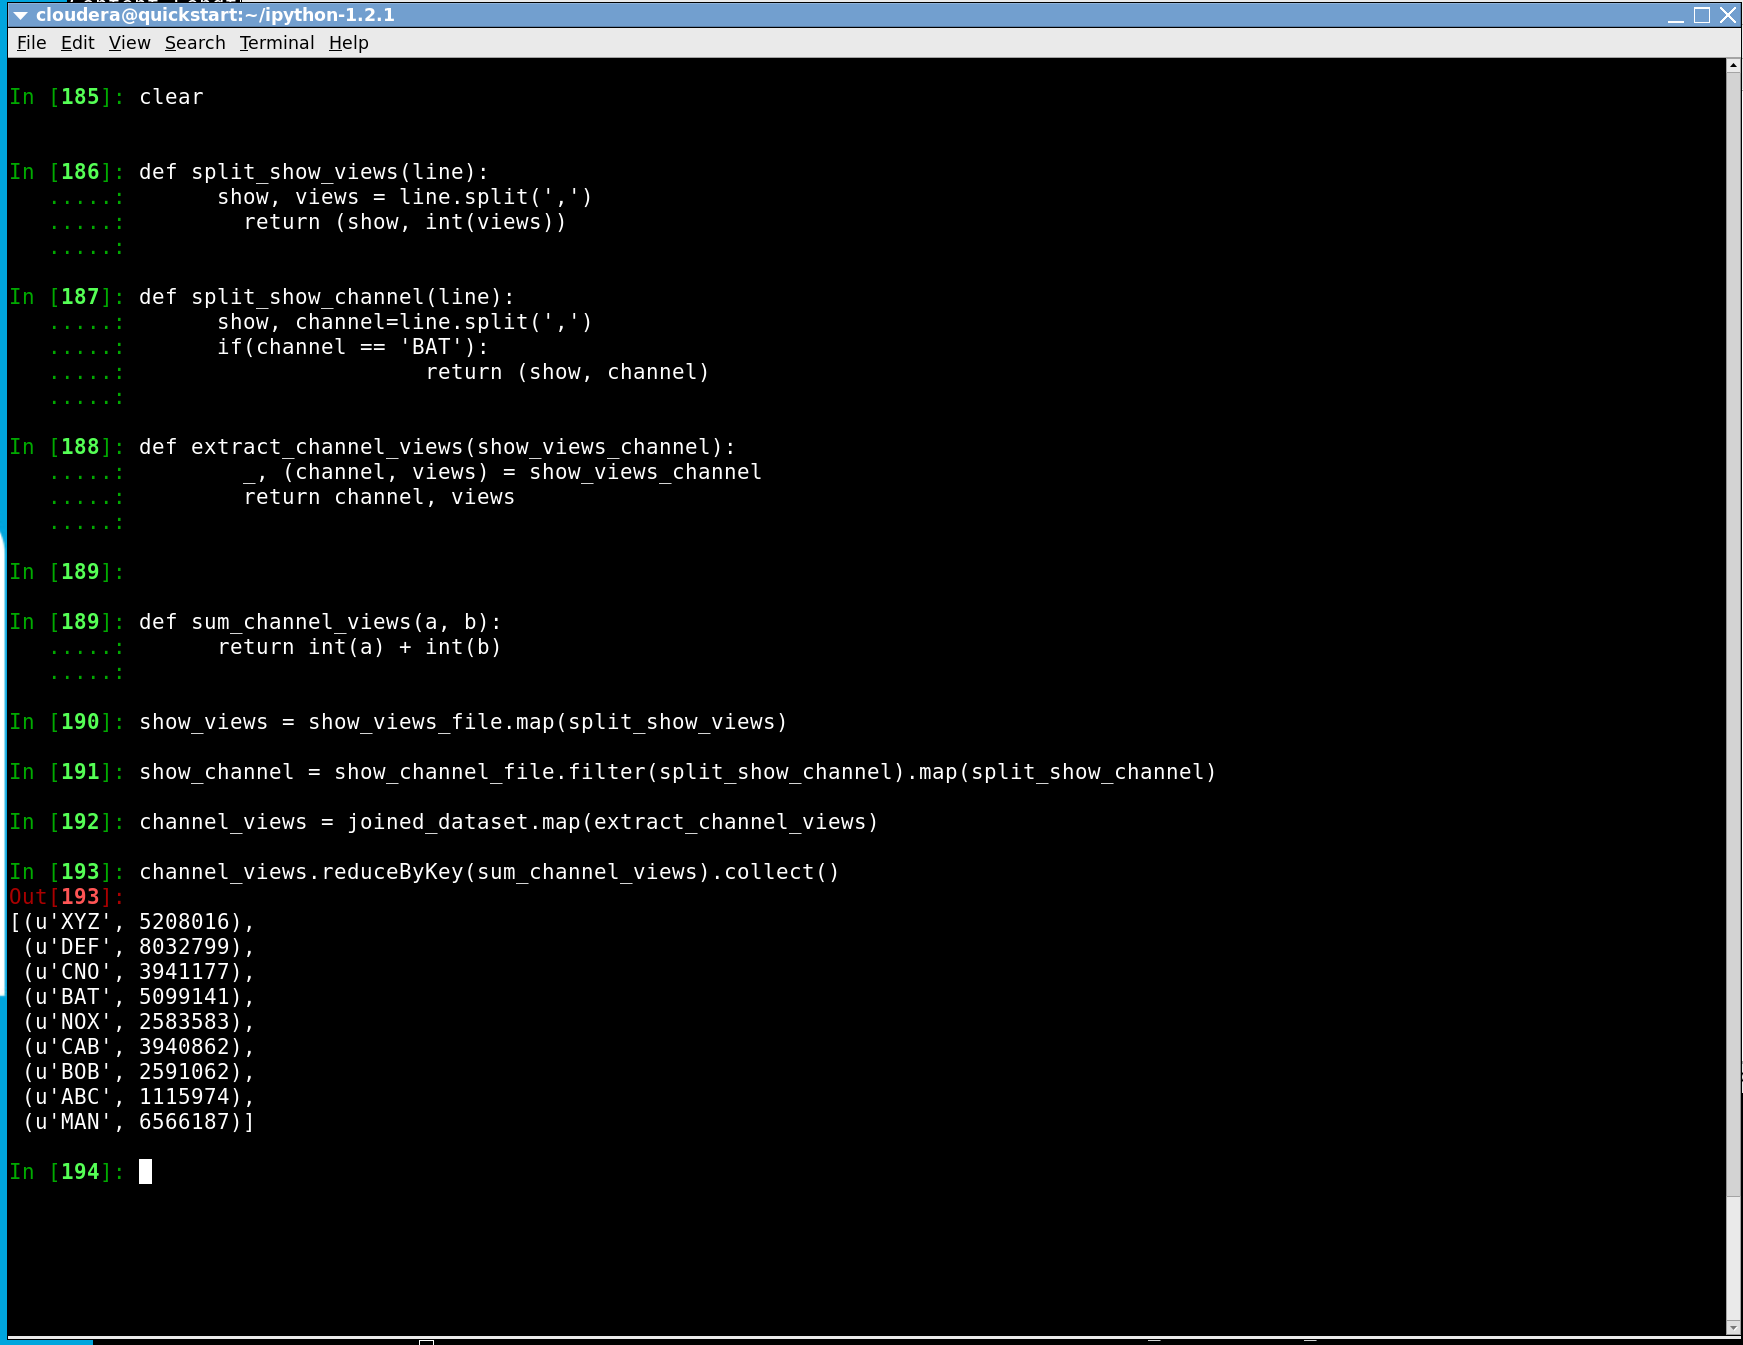 cloudera@quickstart:~/ipython-1.2.1
File Edit View Search Terminal Help
In [185]: clear
In [186]: def split_show_views(line):
   .....:       show, views = line.split(',')
   .....:         return (show, int(views))
   .....:
In [187]: def split_show_channel(line):
   .....:       show, channel=line.split(',')
   .....:       if(channel == 'BAT'):
   .....:                       return (show, channel)
   .....:
In [188]: def extract_channel_views(show_views_channel):
   .....:         _, (channel, views) = show_views_channel
   .....:         return channel, views
   .....:
In [189]:
In [189]: def sum_channel_views(a, b):
   .....:       return int(a) + int(b)
   .....:
In [190]: show_views = show_views_file.map(split_show_views)
In [191]: show_channel = show_channel_file.filter(split_show_channel).map(split_show_channel)
In [192]: channel_views = joined_dataset.map(extract_channel_views)
In [193]: channel_views.reduceByKey(sum_channel_views).collect()
Out[193]:
[(u'XYZ', 5208016),
 (u'DEF', 8032799),
 (u'CNO', 3941177),
 (u'BAT', 5099141),
 (u'NOX', 2583583),
 (u'CAB', 3940862),
 (u'BOB', 2591062),
 (u'ABC', 1115974),
 (u'MAN', 6566187)]
In [194]: